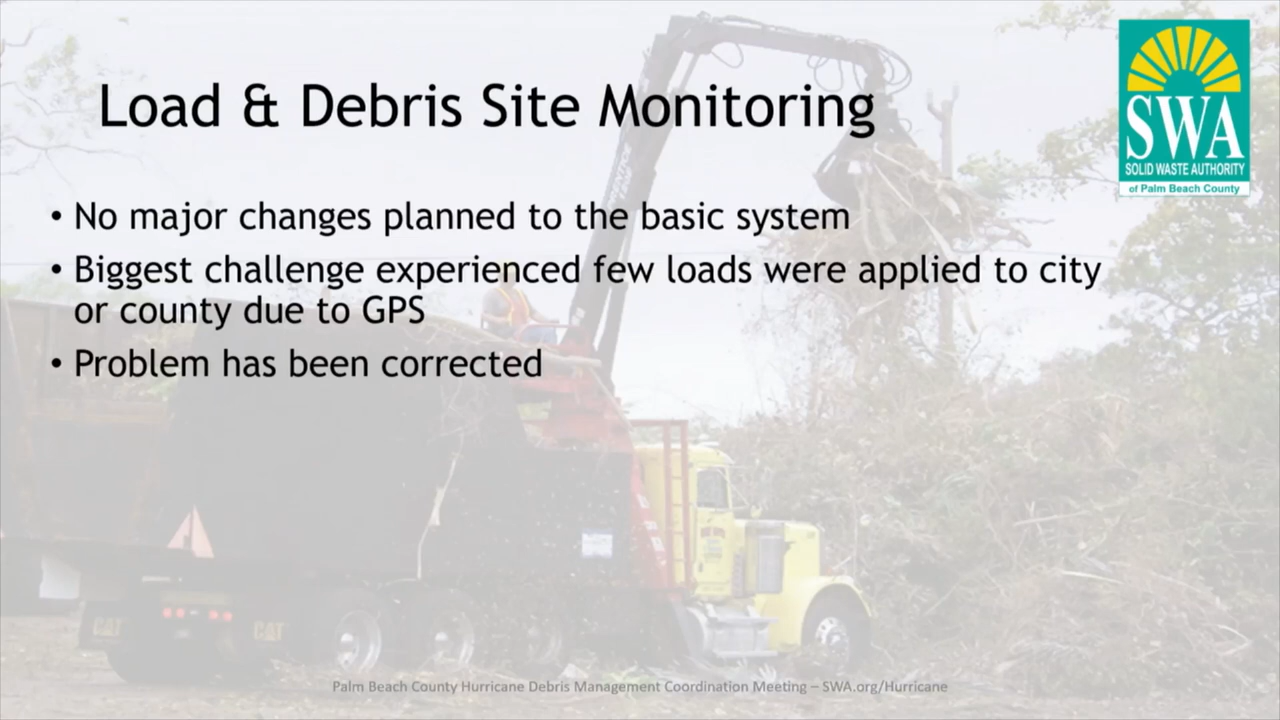 Load & Debris Site Monitoring
SWA
SOLID WASTE AUTHORITY
of Palm Beach County
• No major changes planned to the basic system
• Biggest challenge experienced few loads were applied to city
or county due to GPS
• Problem has been corrected
CAT
CAT
Palm Beach County Hurricane Debris Management Coordination Meeting – SWA.org/Hurricane